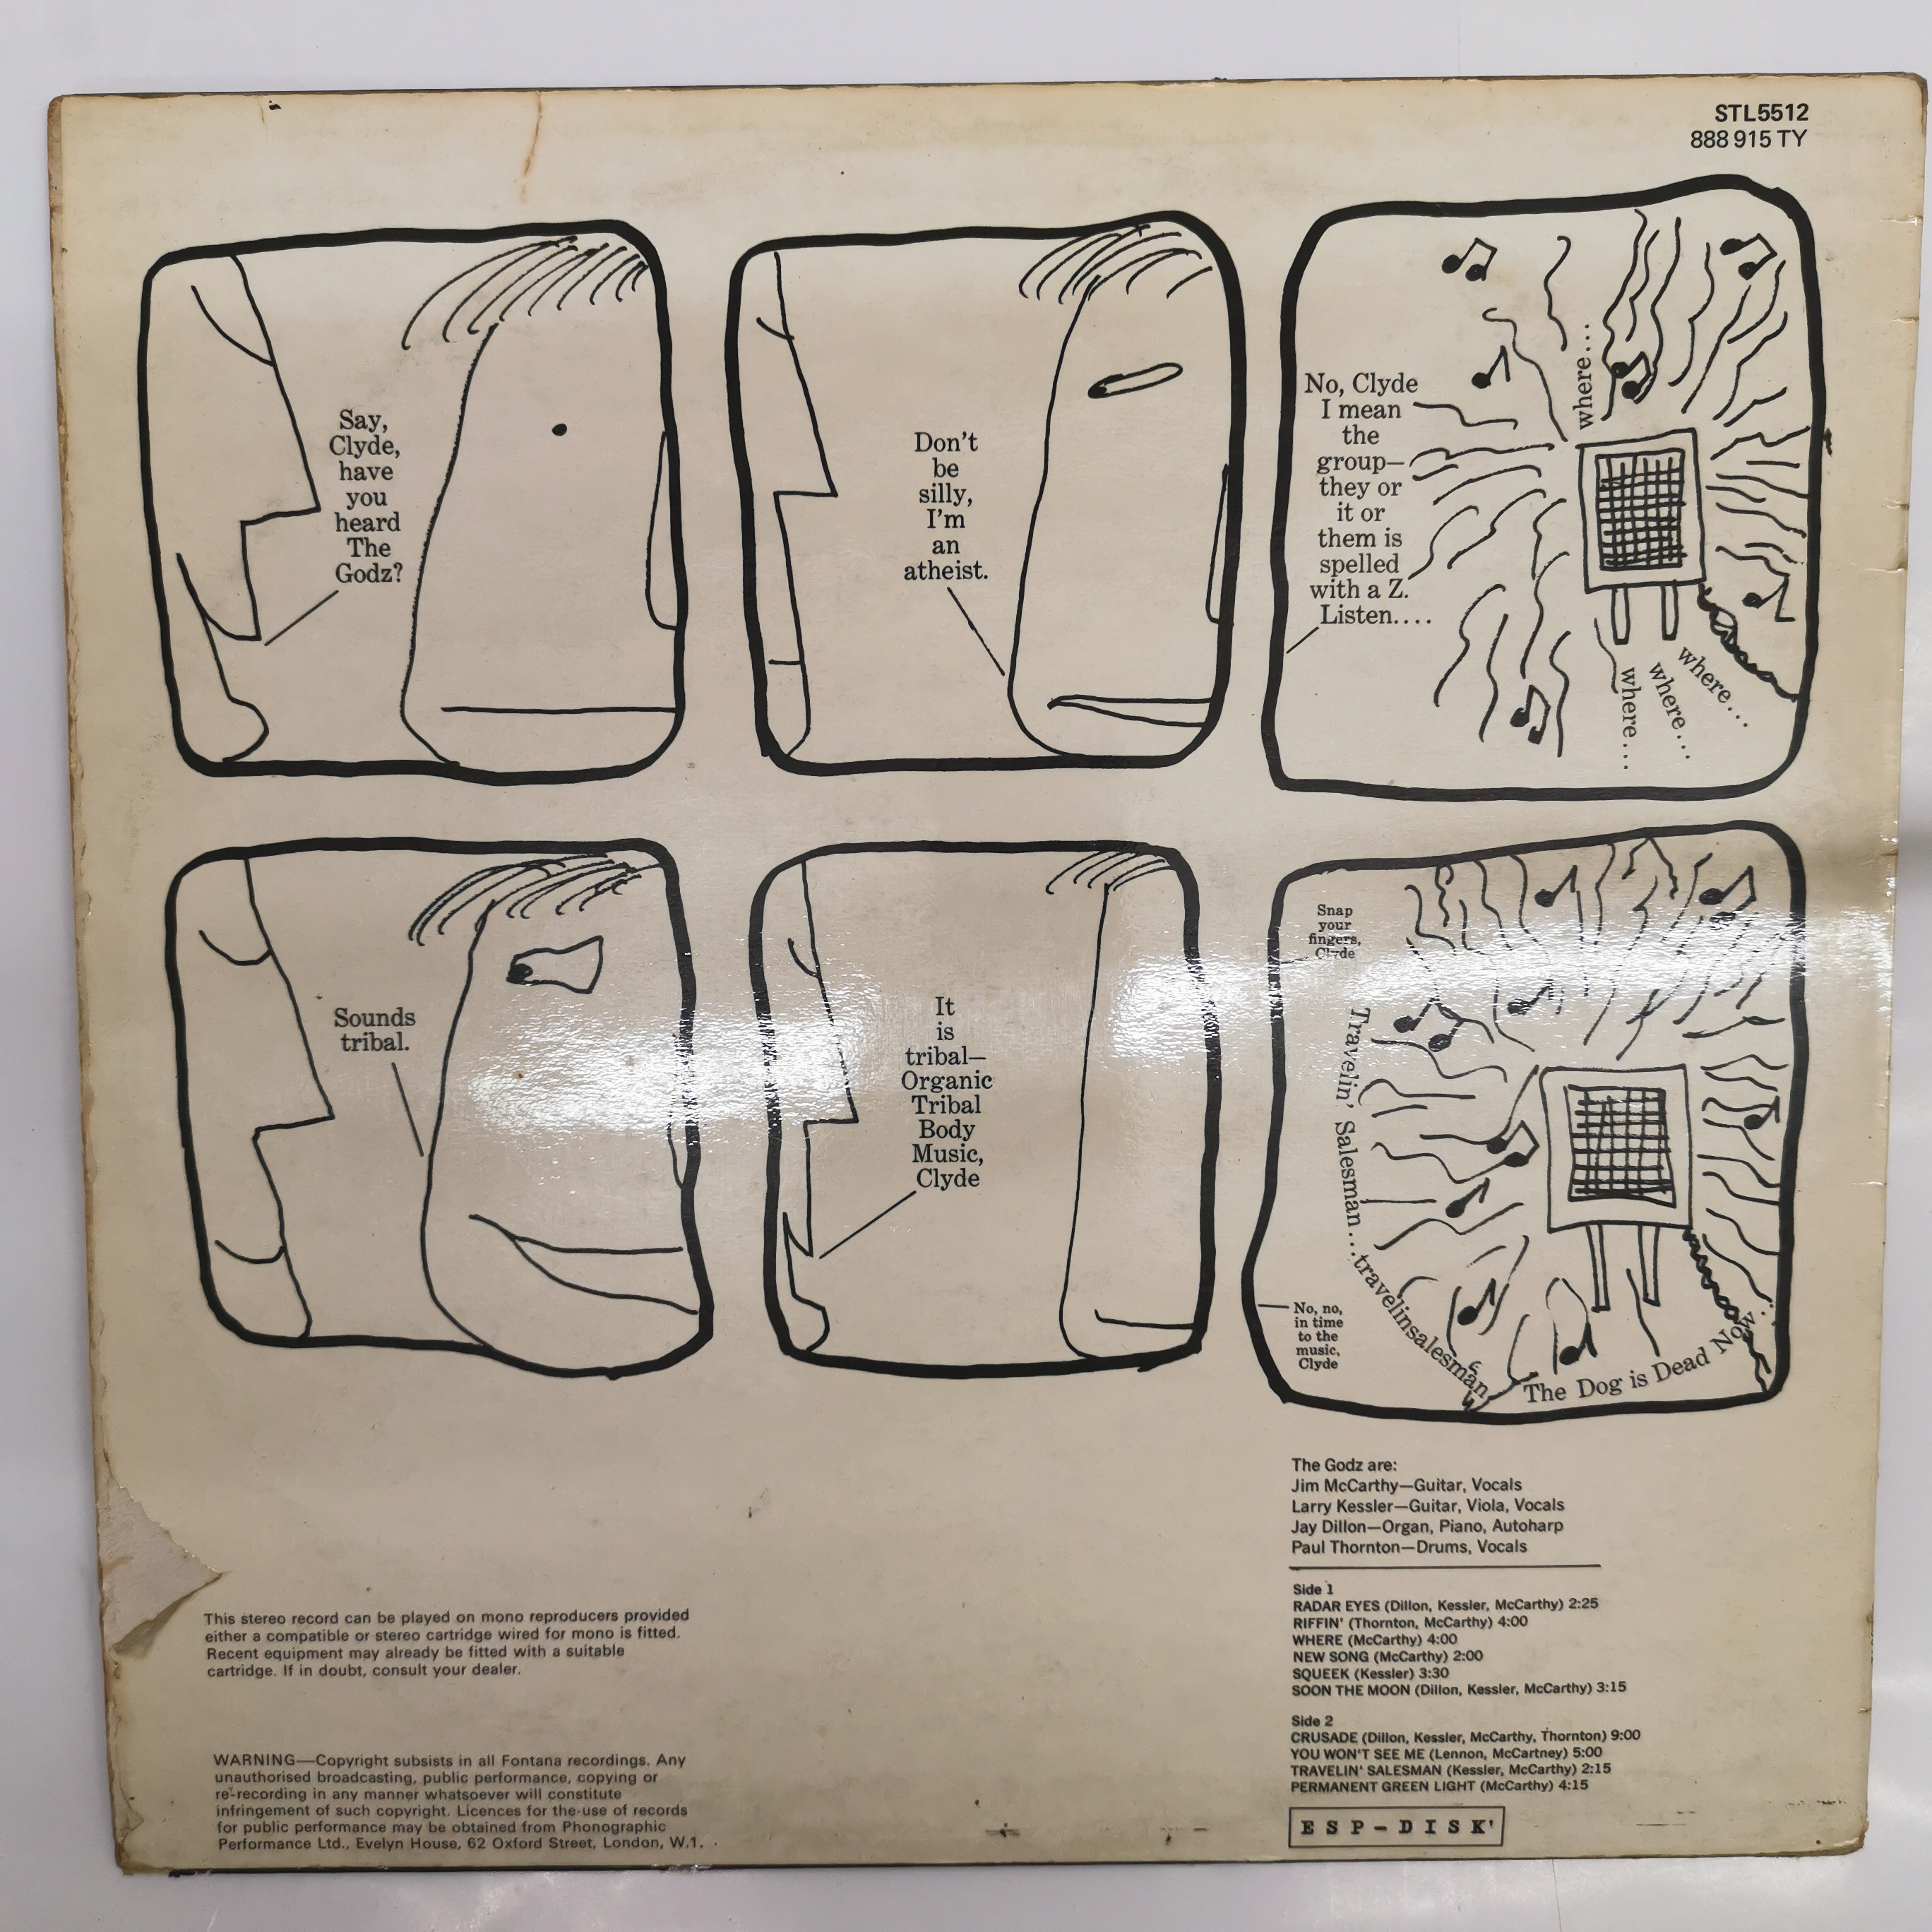 STL5512
888 915 TY
Say,
Clyde,
have
you
heard
The
Godz?
Don't
be
silly,
I'm
an
atheist.
No, Clyde
I mean
the
group—
they or
it or
them is
spelled
with a Z.
Listen....
where...
where...
where...
where...
Sounds
tribal.
It
is
tribal—
Organic
Tribal
Body
Music,
Clyde
Snap
your
fingers,
Clyde
Travelin' Salesman...travelinsalesman
The Dog is Dead Now...
No, no,
in time
to the
music,
Clyde
The Godz are:
Jim McCarthy—Guitar, Vocals
Larry Kessler—Guitar, Viola, Vocals
Jay Dillon—Organ, Piano, Autoharp
Paul Thornton—Drums, Vocals
Side 1
RADAR EYES (Dillon, Kessler, McCarthy) 2:25
RIFFIN' (Thornton, McCarthy) 4:00
WHERE (McCarthy) 4:00
NEW SONG (McCarthy) 2:00
SQUEEK (Kessler) 3:30
SOON THE MOON (Dillon, Kessler, McCarthy) 3:15
Side 2
CRUSADE (Dillon, Kessler, McCarthy, Thornton) 9:00
YOU WON'T SEE ME (Lennon, McCartney) 5:00
TRAVELIN' SALESMAN (Kessler, McCarthy) 2:15
PERMANENT GREEN LIGHT (McCarthy) 4:15
ESP-DISK'
This stereo record can be played on mono reproducers provided
either a compatible or stereo cartridge wired for mono is fitted.
Recent equipment may already be fitted with a suitable
cartridge. If in doubt, consult your dealer.
WARNING—Copyright subsists in all Fontana recordings. Any
unauthorised broadcasting, public performance, copying or
re-recording in any manner whatsoever will constitute
infringement of such copyright. Licences for the use of records
for public performance may be obtained from Phonographic
Performance Ltd., Evelyn House, 62 Oxford Street, London, W.1.